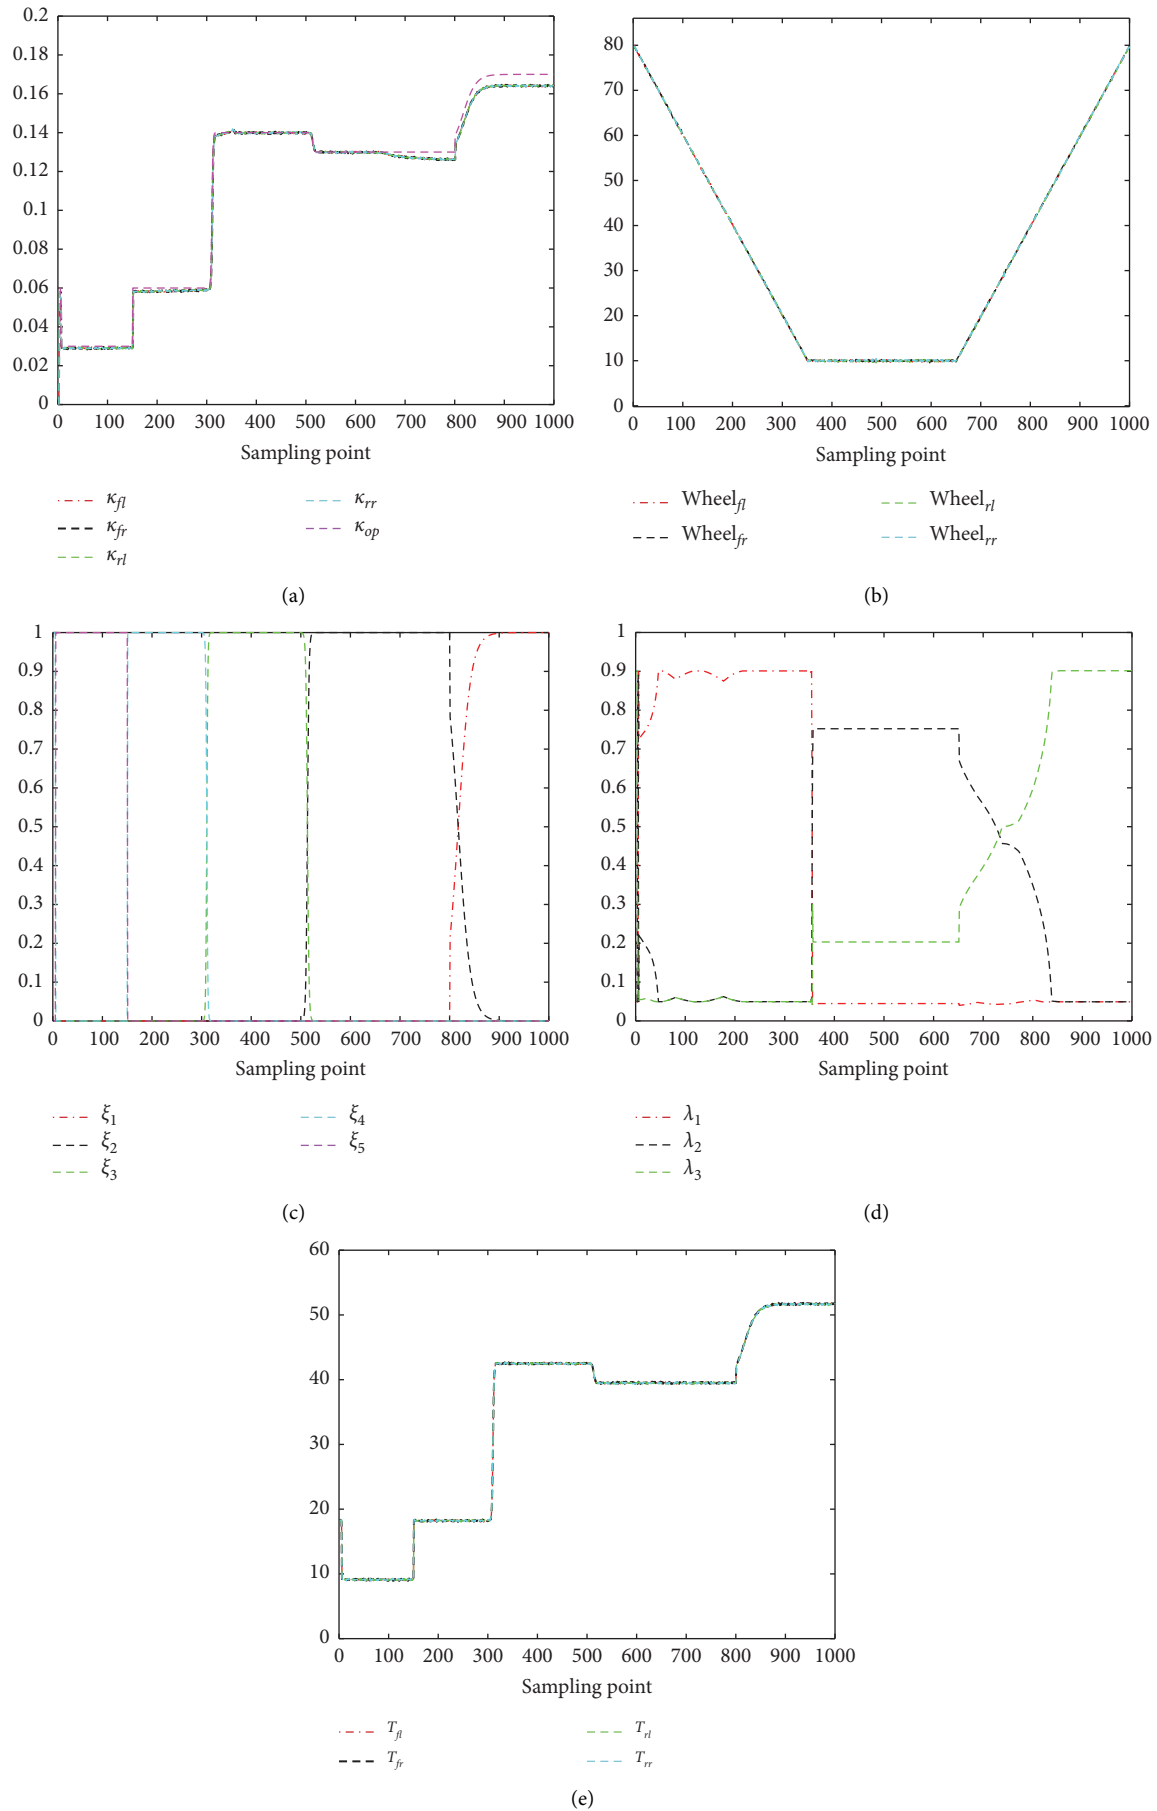 0.2
0.18
0.16
0.14
0.12
0.1
0.08
0.06
0.04
0.02
0
0 100 200 300 400 500 600 700 800 900 1000
Sampling point
κfl
κfr
κrl
κrr
κop
(a)
80
70
60
50
40
30
20
10
0
0 100 200 300 400 500 600 700 800 900 1000
Sampling point
Wheelfl
Wheelfr
Wheelrl
Wheelrr
(b)
1
0.9
0.8
0.7
0.6
0.5
0.4
0.3
0.2
0.1
0
0 100 200 300 400 500 600 700 800 900 1000
Sampling point
ξ1
ξ2
ξ3
ξ4
ξ5
(c)
1
0.9
0.8
0.7
0.6
0.5
0.4
0.3
0.2
0.1
0
0 100 200 300 400 500 600 700 800 900 1000
Sampling point
λ1
λ2
λ3
(d)
60
50
40
30
20
10
0
0 100 200 300 400 500 600 700 800 900 1000
Sampling point
Tfl
Tfr
Trl
Trr
(e)